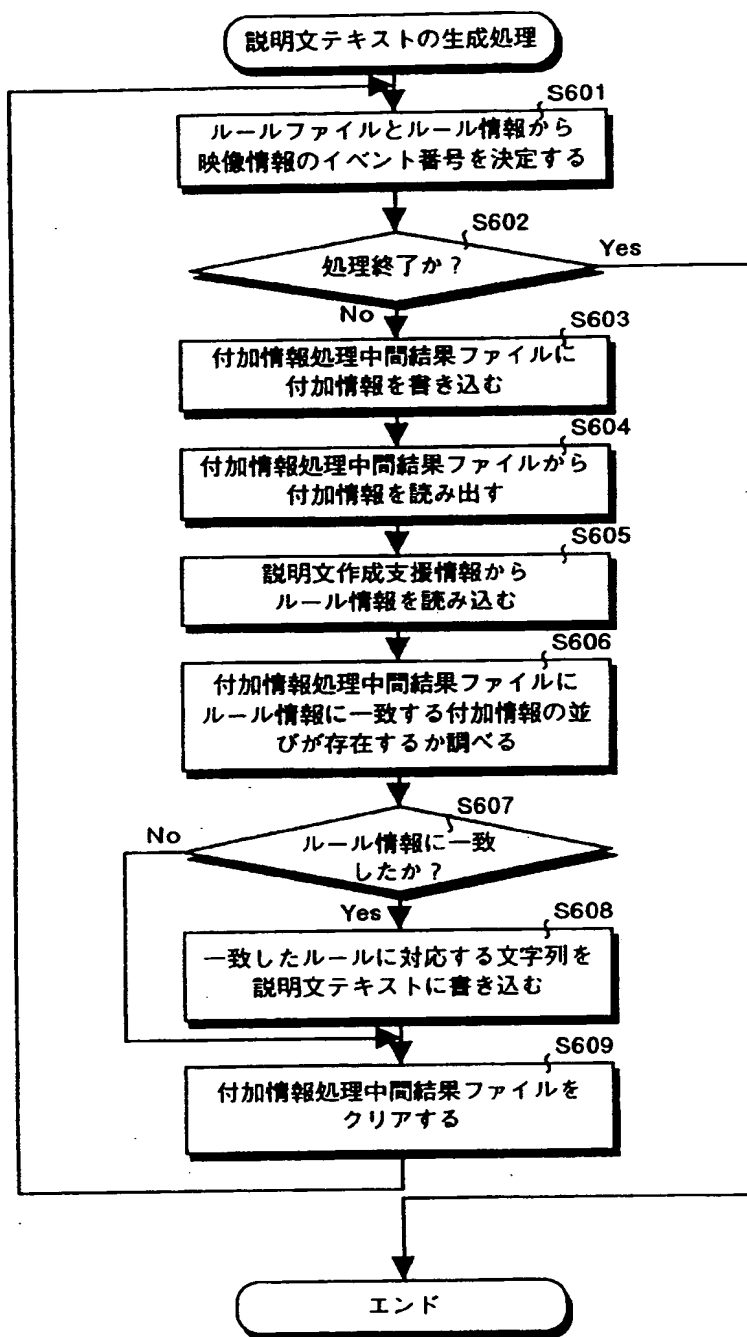 説明文テキストの生成処理
S601
ルールファイルとルール情報から
映像情報のイベント番号を決定する
S602
処理終了か？
Yes
No
S603
付加情報処理中間結果ファイルに
付加情報を書き込む
S604
付加情報処理中間結果ファイルから
付加情報を読み出す
S605
説明文作成支援情報から
ルール情報を読み込む
S606
付加情報処理中間結果ファイルに
ルール情報に一致する付加情報の並
びが存在するか調べる
S607
No
ルール情報に一致
したか？
Yes
S608
一致したルールに対応する文字列を
説明文テキストに書き込む
S609
付加情報処理中間結果ファイルを
クリアする
エンド